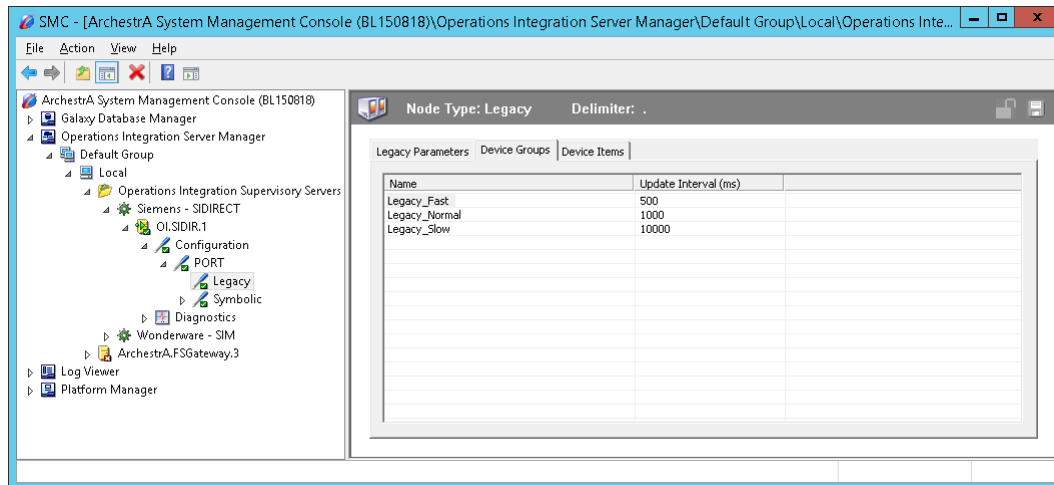 SMC - [ArchestrA System Management Console (BL150818)\Operations Integration Server Manager\Default Group\Local\Operations Inte...
File Action View Help
ArchestrA System Management Console (BL150818)
Galaxy Database Manager
Operations Integration Server Manager
Default Group
Local
Operations Integration Supervisory Servers
Siemens - SIDIRECT
OI.SIDIR.1
Configuration
PORT
Legacy
Symbolic
Diagnostics
Wonderware - SIM
ArchestrA.FSGateway.3
Log Viewer
Platform Manager
Node Type: Legacy Delimiter: .
Legacy Parameters Device Groups Device Items
Name Update Interval (ms)
Legacy_Fast 500
Legacy_Normal 1000
Legacy_Slow 10000